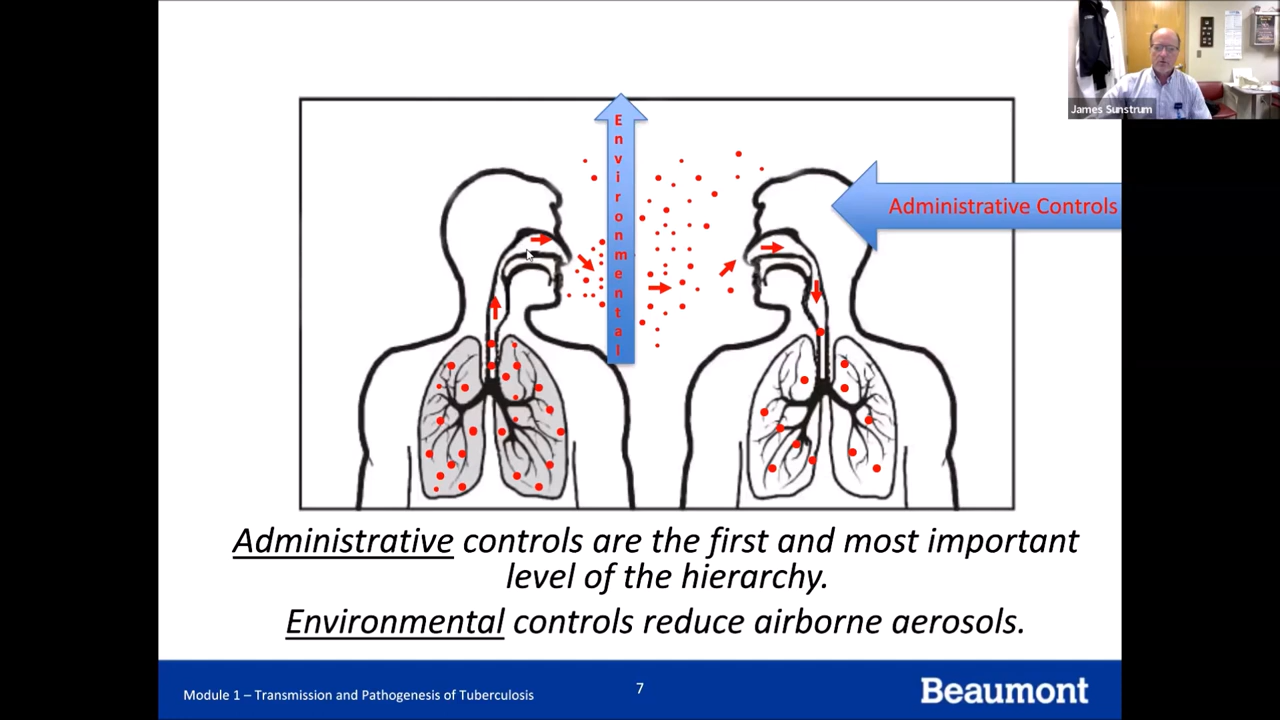 James Sunstrum
Environmental
Administrative Controls
Administrative controls are the first and most important
level of the hierarchy.
Environmental controls reduce airborne aerosols.
Module 1 – Transmission and Pathogenesis of Tuberculosis
7
Beaumont